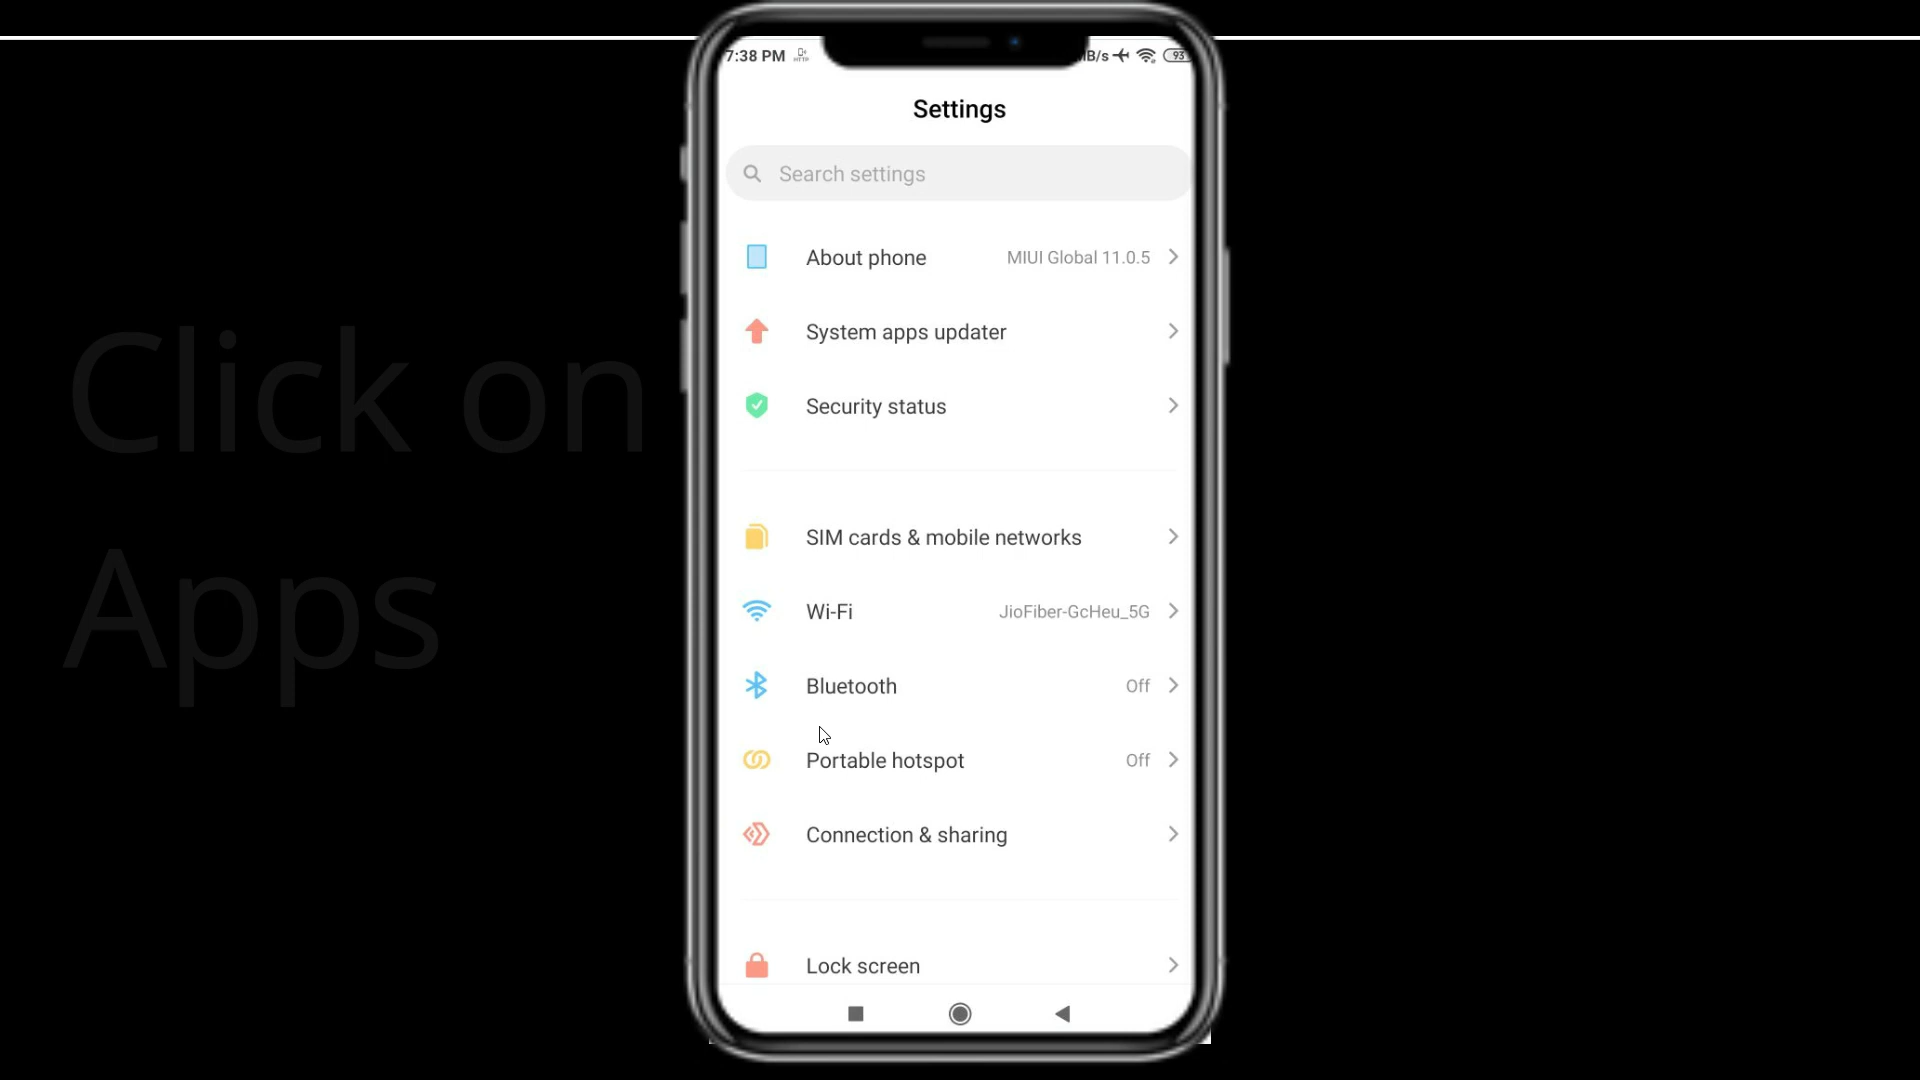 7:38 PM
B/s
93
Settings
Search settings
About phone MIUI Global 11.0.5
System apps updater
Security status
Click on
Apps
SIM cards & mobile networks
Wi-Fi JioFiber-GcHeu_5G
Bluetooth Off
Portable hotspot Off
Connection & sharing
Lock screen